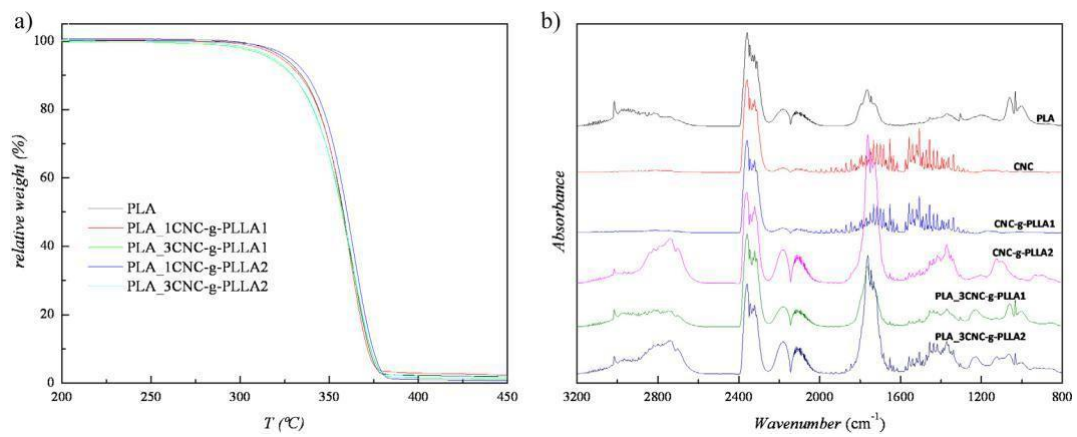 a)
100
80
60
40
20
0
relative weight (%)
PLA
PLA_1CNC-g-PLLA1
PLA_3CNC-g-PLLA1
PLA_1CNC-g-PLLA2
PLA_3CNC-g-PLLA2
200 250 300 350 400 450
T (ºC)
b)
Absorbance
PLA
CNC
CNC-g-PLLA1
CNC-g-PLLA2
PLA_3CNC-g-PLLA1
PLA_3CNC-g-PLLA2
3200 2800 2400 2000 1600 1200 800
Wavenumber (cm-1)